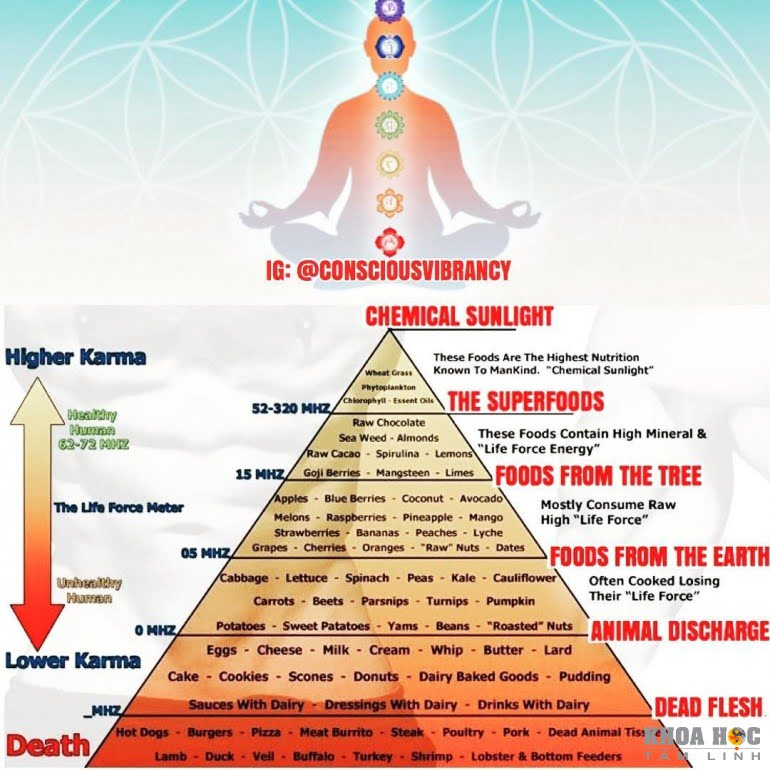 IG: @CONSCIOUSVIBRANCY
CHEMICAL SUNLIGHT
Higher Karma
These Foods Are The Highest Nutrition
Known To ManKind. "Chemical Sunlight"
Wheat Grass
Phytoplankton
Chlorophyll - Essent Oils
Healthy
Human
62-72 MHZ
52-320 MHZ
THE SUPERFOODS
Raw Chocolate
Sea Weed - Almonds
Raw Cacao - Spirulina - Lemons
Goji Berries - Mangsteen - Limes
These Foods Contain High Mineral &
"Life Force Energy"
15 MHZ
FOODS FROM THE TREE
The Life Force Meter
Apples - Blue Berries - Coconut - Avocado
Melons - Raspberries - Pineapple - Mango
Strawberries - Bananas - Peaches - Lyche
Grapes - Cherries - Oranges - "Raw" Nuts - Dates
Mostly Consume Raw
High "Life Force"
05 MHZ
FOODS FROM THE EARTH
Unhealthy
Human
Cabbage - Lettuce - Spinach - Peas - Kale - Cauliflower
Carrots - Beets - Parsnips - Turnips - Pumpkin
Potatoes - Sweet Patatoes - Yams - Beans - "Roasted" Nuts
Often Cooked Losing
Their "Life Force"
0 MHZ
ANIMAL DISCHARGE
Lower Karma
Eggs - Cheese - Milk - Cream - Whip - Butter - Lard
Cake - Cookies - Scones - Donuts - Dairy Baked Goods - Pudding
Sauces With Dairy - Dressings With Dairy - Drinks With Dairy
_MHZ
DEAD FLESH
Death
Hot Dogs - Burgers - Pizza - Meat Burrito - Steak - Poultry - Pork - Dead Animal Tiss
Lamb - Duck - Veil - Buffalo - Turkey - Shrimp - Lobster & Bottom Feeders
KHOA HỌC
TÂM LINH